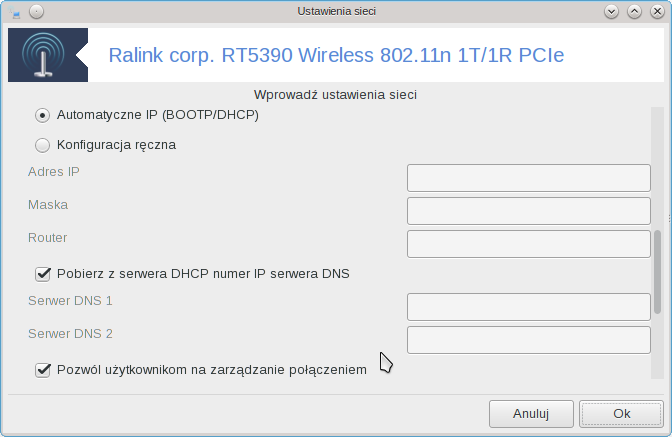 Ustawienia sieci
Ralink corp. RT5390 Wireless 802.11n 1T/1R PCIe
Wprowadź ustawienia sieci
Automatyczne IP (BOOTP/DHCP)
Konfiguracja ręczna
Adres IP
Maska
Router
Pobierz z serwera DHCP numer IP serwera DNS
Serwer DNS 1
Serwer DNS 2
Pozwól użytkownikom na zarządzanie połączeniem
Anuluj
Ok